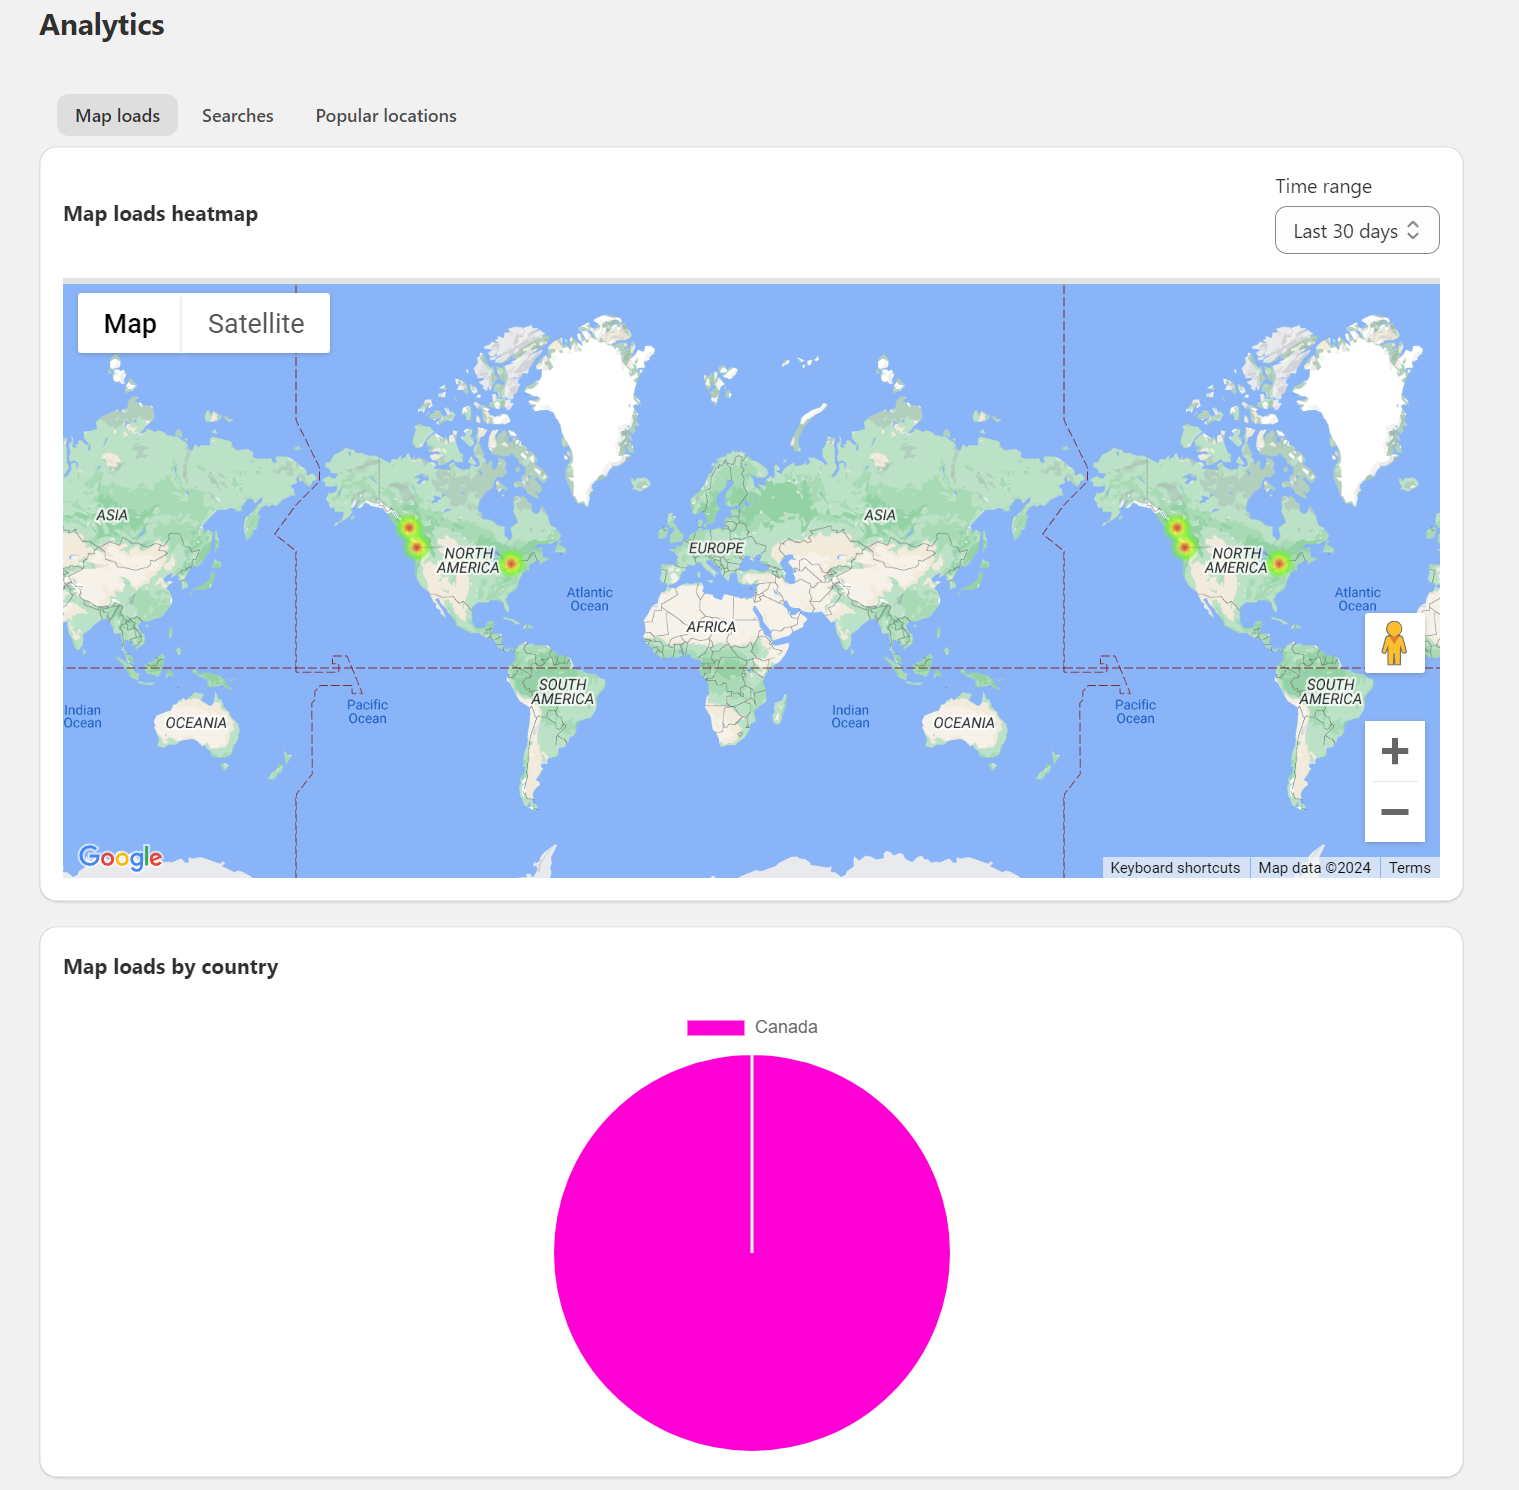 Analytics
Map loads
Searches
Popular locations
Map loads heatmap
Time range
Last 30 days
Map
Satellite
ASIA
NORTH
AMERICA
EUROPE
ASIA
NORTH
AMERICA
Atlantic
Ocean
Atlantic
Ocean
AFRICA
SOUTH
AMERICA
SOUTH
AMERICA
Indian
Ocean
OCEANIA
Pacific
Ocean
Indian
Ocean
OCEANIA
Pacific
Ocean
Google
Keyboard shortcuts
Map data ©2024
Terms
Map loads by country
Canada